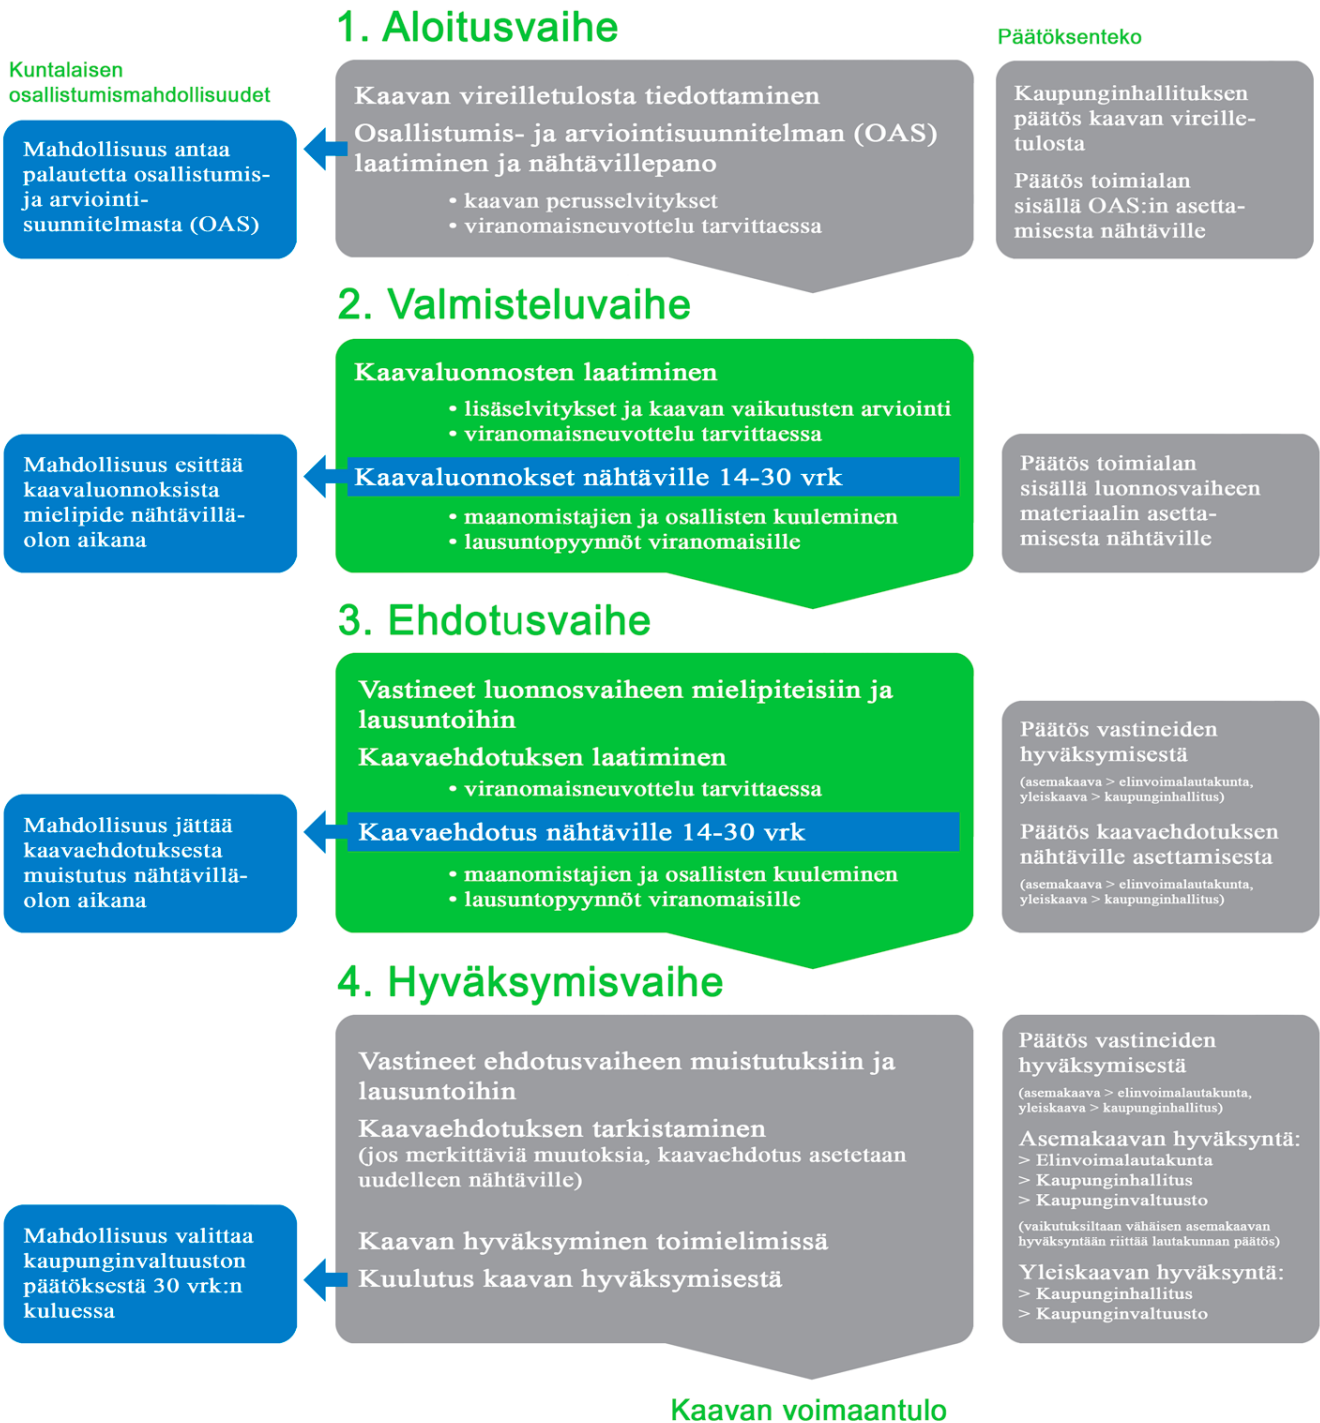 1. Aloitusvaihe
Päätöksenteko
Kuntalaisen
osallistumismahdollisuudet
Mahdollisuus antaa
palautetta osallistumis-
ja arviointi-
suunnitelmasta (OAS)
Kaavan vireilletulosta tiedottaminen
Osallistumis- ja arviointisuunnitelman (OAS)
laatiminen ja nähtävillepano
• kaavan perusselvitykset
• viranomaisneuvottelu tarvittaessa
Kaupunginhallituksen
päätös kaavan vireille-
tulosta
Päätös toimialan
sisällä OAS:in asetta-
misesta nähtäville
2. Valmisteluvaihe
Kaavaluonnosten laatiminen
• lisäselvitykset ja kaavan vaikutusten arviointi
• viranomaisneuvottelu tarvittaessa
Kaavaluonnokset nähtäville 14-30 vrk
• maanomistajien ja osallisten kuuleminen
• lausuntopyynnöt viranomaisille
Mahdollisuus esittää
kaavaluonnoksista
mielipide nähtävillä-
olon aikana
Päätös toimialan
sisällä luonnosvaiheen
materiaalin asetta-
misesta nähtäville
3. Ehdotusvaihe
Vastineet luonnosvaiheen mielipiteisiin ja
lausuntoihin
Kaavaehdotuksen laatiminen
• viranomaisneuvottelu tarvittaessa
Kaavaehdotus nähtäville 14-30 vrk
• maanomistajien ja osallisten kuuleminen
• lausuntopyynnöt viranomaisille
Mahdollisuus jättää
kaavaehdotuksesta
muistutus nähtävillä-
olon aikana
Päätös vastineiden
hyväksymisestä
(asemakaava > elinvoimalautakunta,
yleiskaava > kaupunginhallitus)
Päätös kaavaehdotuksen
nähtäville asettamisesta
(asemakaava > elinvoimalautakunta,
yleiskaava > kaupunginhallitus)
4. Hyväksymisvaihe
Vastineet ehdotusvaiheen muistutuksiin ja
lausuntoihin
Kaavaehdotuksen tarkistaminen
(jos merkittäviä muutoksia, kaavaehdotus asetetaan
uudelleen nähtäville)
Kaavan hyväksyminen toimielimissä
Kuulutus kaavan hyväksymisestä
Mahdollisuus valittaa
kaupunginvaltuuston
päätöksestä 30 vrk:n
kuluessa
Päätös vastineiden
hyväksymisestä
(asemakaava > elinvoimalautakunta,
yleiskaava > kaupunginhallitus)
Asemakaavan hyväksyntä:
> Elinvoimalautakunta
> Kaupunginhallitus
> Kaupunginvaltuusto
(vaikutuksiltaan vähäisen asemakaavan
hyväksyntään riittää lautakunnan päätös)
Yleiskaavan hyväksyntä:
> Kaupunginhallitus
> Kaupunginvaltuusto
Kaavan voimaantulo